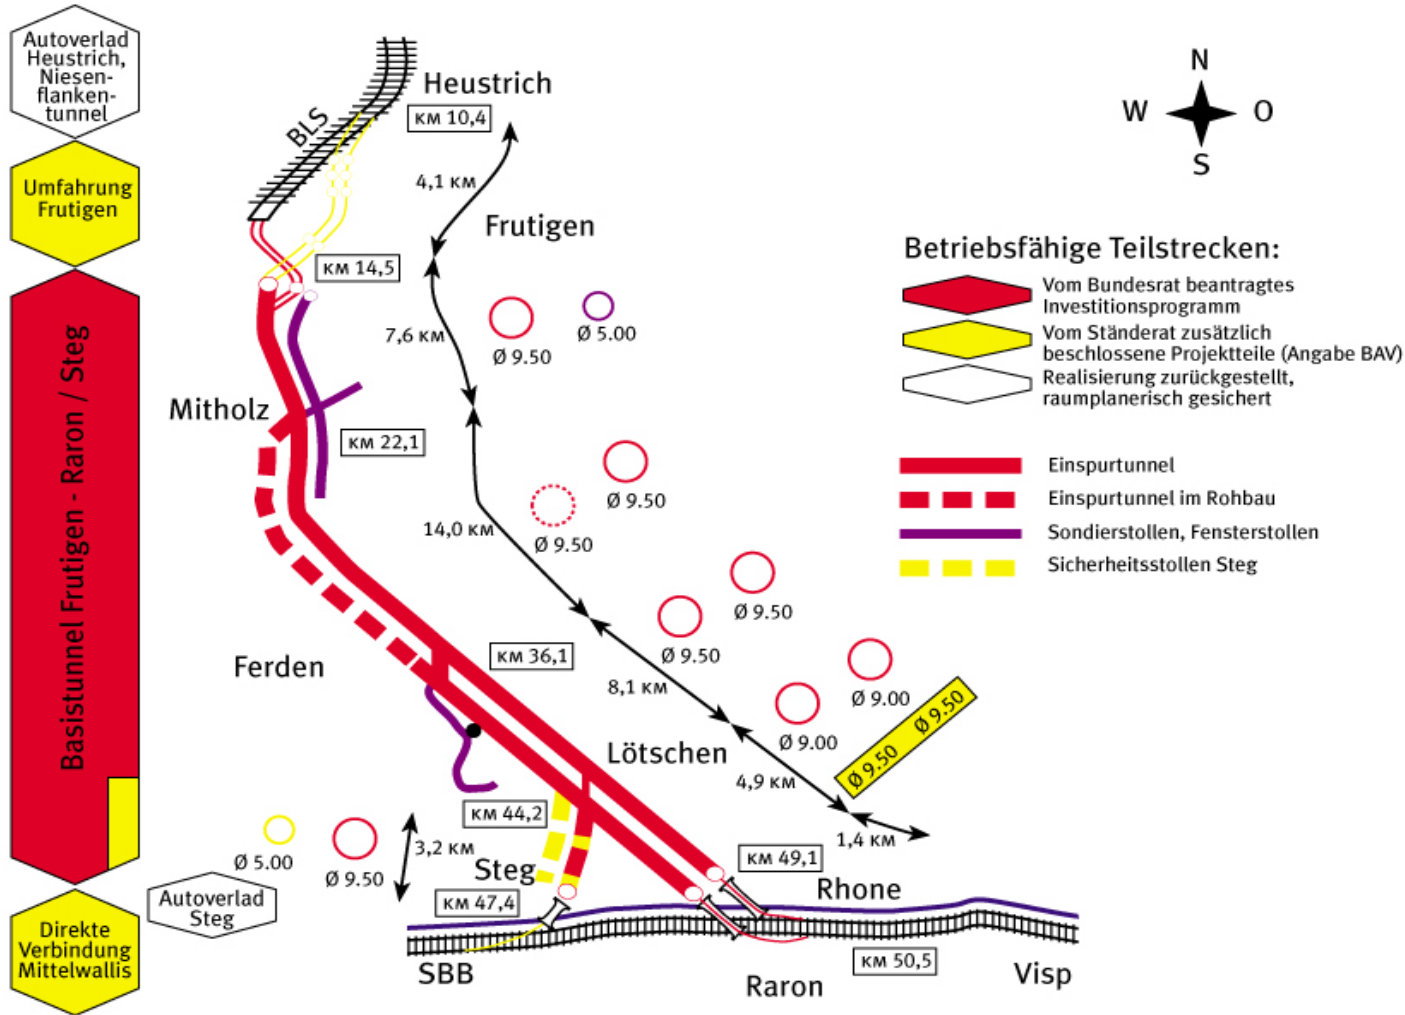 Autoverlad
Heustrich,
Niesen-
flanken-
tunnel
Umfahrung
Frutigen
Basistunnel Frutigen - Raron / Steg
Direkte
Verbindung
Mittelwallis
Autoverlad
Steg
BLS
Heustrich
KM 10,4
4,1 KM
Frutigen
KM 14,5
7,6 KM
Ø 9.50
Ø 5.00
Mitholz
KM 22,1
14,0 KM
Ø 9.50
Ø 9.50
Ferden
KM 36,1
8,1 KM
Ø 9.50
Ø 9.50
Lötschen
4,9 KM
Ø 9.00
Ø 9.00
Ø 9.50 Ø 9.50
1,4 KM
KM 44,2
Steg
3,2 KM
Ø 5.00
Ø 9.50
KM 47,4
KM 49,1
Rhone
KM 50,5
SBB
Raron
Visp
N
W O
S
Betriebsfähige Teilstrecken:
Vom Bundesrat beantragtes
Investitionsprogramm
Vom Ständerat zusätzlich
beschlossene Projektteile (Angabe BAV)
Realisierung zurückgestellt,
raumplanerisch gesichert
Einspurtunnel
Einspurtunnel im Rohbau
Sondierstollen, Fensterstollen
Sicherheitsstollen Steg